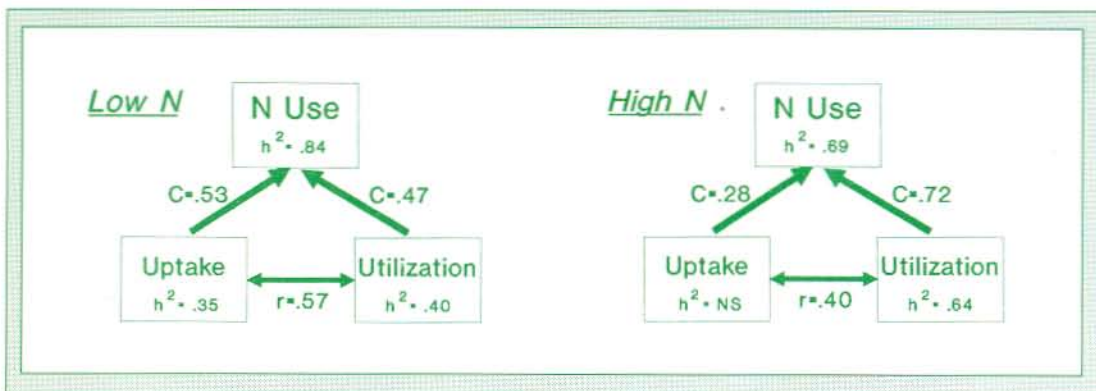 Low N
N Use
h² = .84
C=.53
C=.47
Uptake
h² = .35
r=.57
Utilization
h² = .40
High N
N Use
h² = .69
C=.28
C=.72
Uptake
h² = NS
r=.40
Utilization
h² = .64